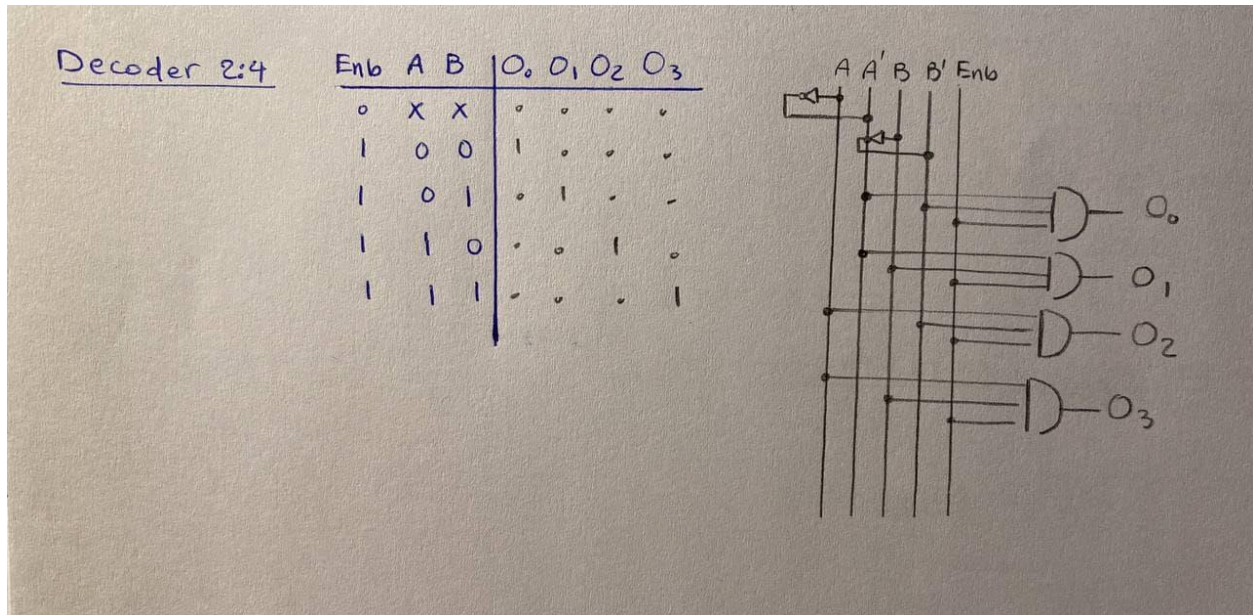 Decoder 2:4
Enb A B O₀ O₁ O₂ O₃
0 X X 0 0 0 0
1 0 0 1 0 0 0
1 0 1 0 1 0 0
1 1 0 0 0 1 0
1 1 1 0 0 0 1
A A' B B' Enb
O₀
O₁
O₂
O₃